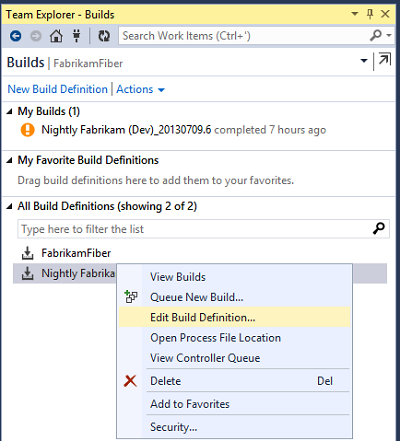 Team Explorer - Builds
Search Work Items (Ctrl+')
Builds | FabrikamFiber
New Build Definition | Actions
My Builds (1)
Nightly Fabrikam (Dev)_20130709.6 completed 7 hours ago
My Favorite Build Definitions
Drag build definitions here to add them to your favorites.
All Build Definitions (showing 2 of 2)
Type here to filter the list
FabrikamFiber
Nightly Fabrika
View Builds
Queue New Build...
Edit Build Definition...
Open Process File Location
View Controller Queue
Delete Del
Add to Favorites
Security...